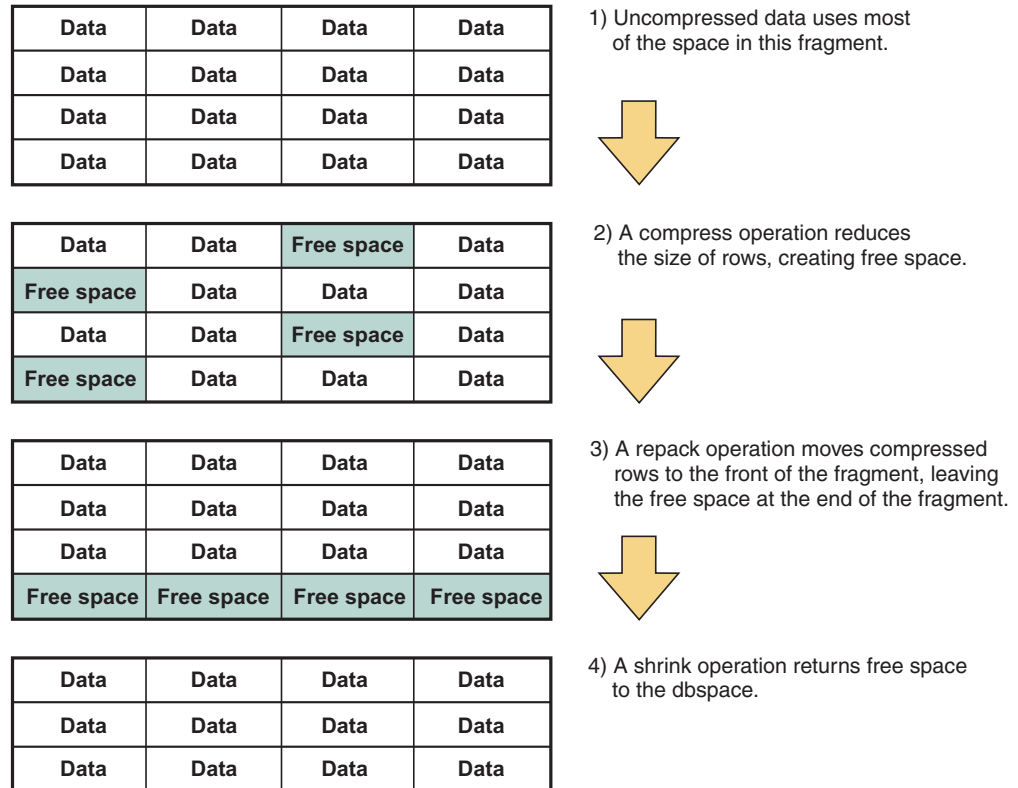 Data Data Data Data
Data Data Data Data
Data Data Data Data
Data Data Data Data
1) Uncompressed data uses most
of the space in this fragment.
Data Data Free space Data
Free space Data Data Data
Data Data Free space Data
Free space Data Data Data
2) A compress operation reduces
the size of rows, creating free space.
Data Data Data Data
Data Data Data Data
Data Data Data Data
Free space Free space Free space Free space
3) A repack operation moves compressed
rows to the front of the fragment, leaving
the free space at the end of the fragment.
Data Data Data Data
Data Data Data Data
Data Data Data Data
4) A shrink operation returns free space
to the dbspace.